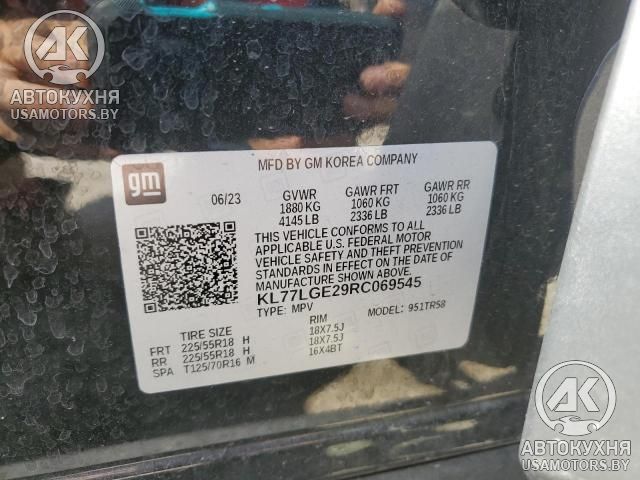 AK
АВТОКУХНЯ
USAMOTORS.BY
gm
MFD BY GM KOREA COMPANY
06/23 GVWR GAWR FRT GAWR RR
1880 KG 1060 KG 1060 KG
4145 LB 2336 LB 2336 LB
THIS VEHICLE CONFORMS TO ALL
APPLICABLE U.S. FEDERAL MOTOR
VEHICLE SAFETY AND THEFT PREVENTION
STANDARDS IN EFFECT ON THE DATE OF
MANUFACTURE SHOWN ABOVE.
KL77LGE29RC069545
TYPE: MPV MODEL: 951TR58
TIRE SIZE RIM
FRT 225/55R18 H 18X7.5J
RR 225/55R18 H 18X7.5J
SPA T125/70R16 M 16X4BT
AK
АВТОКУХНЯ
USAMOTORS.BY